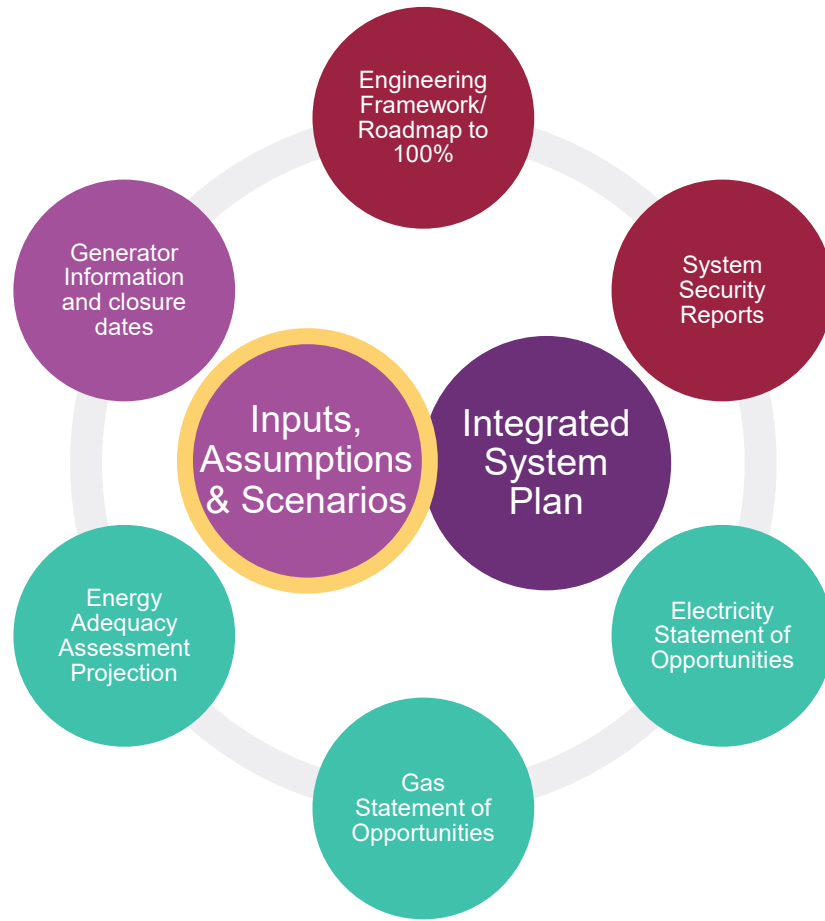 Engineering
Framework/
Roadmap to
100%
Generator
Information
and closure
dates
System
Security
Reports
Inputs,
Assumptions
& Scenarios
Integrated
System
Plan
Energy
Adequacy
Assessment
Projection
Electricity
Statement of
Opportunities
Gas
Statement of
Opportunities